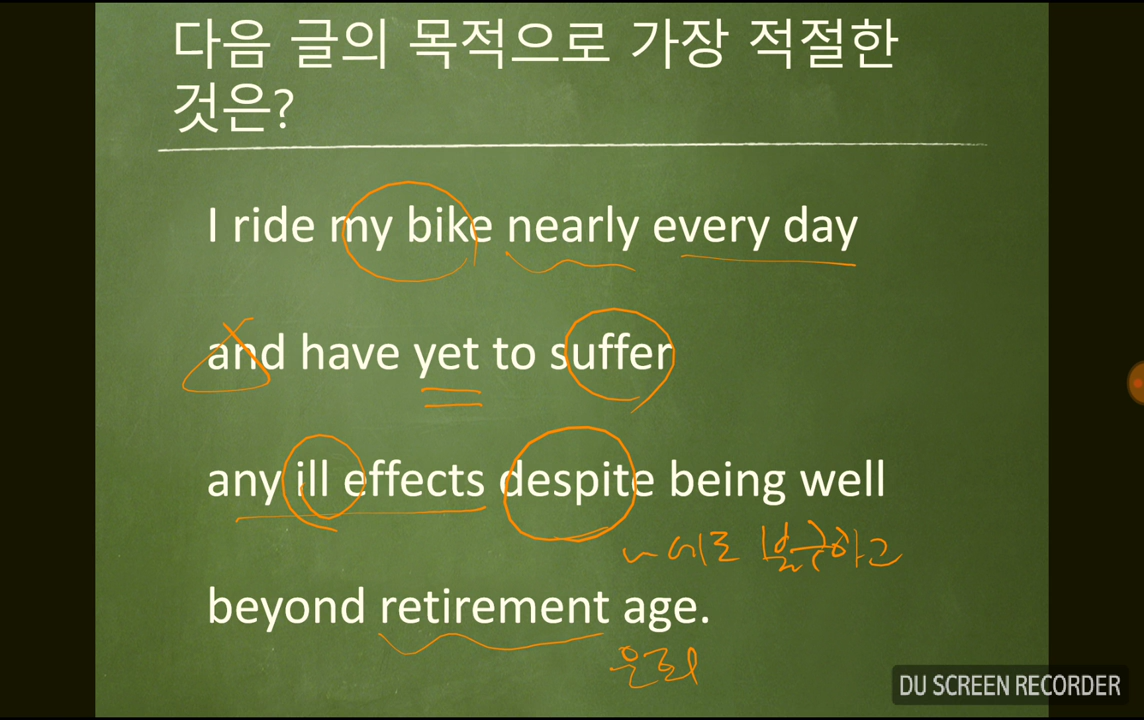 다음 글의 목적으로 가장 적절한
것은?
I ride my bike nearly every day
and have yet to suffer
any ill effects despite being well
~에도 불구하고
beyond retirement age.
은퇴
DU SCREEN RECORDER